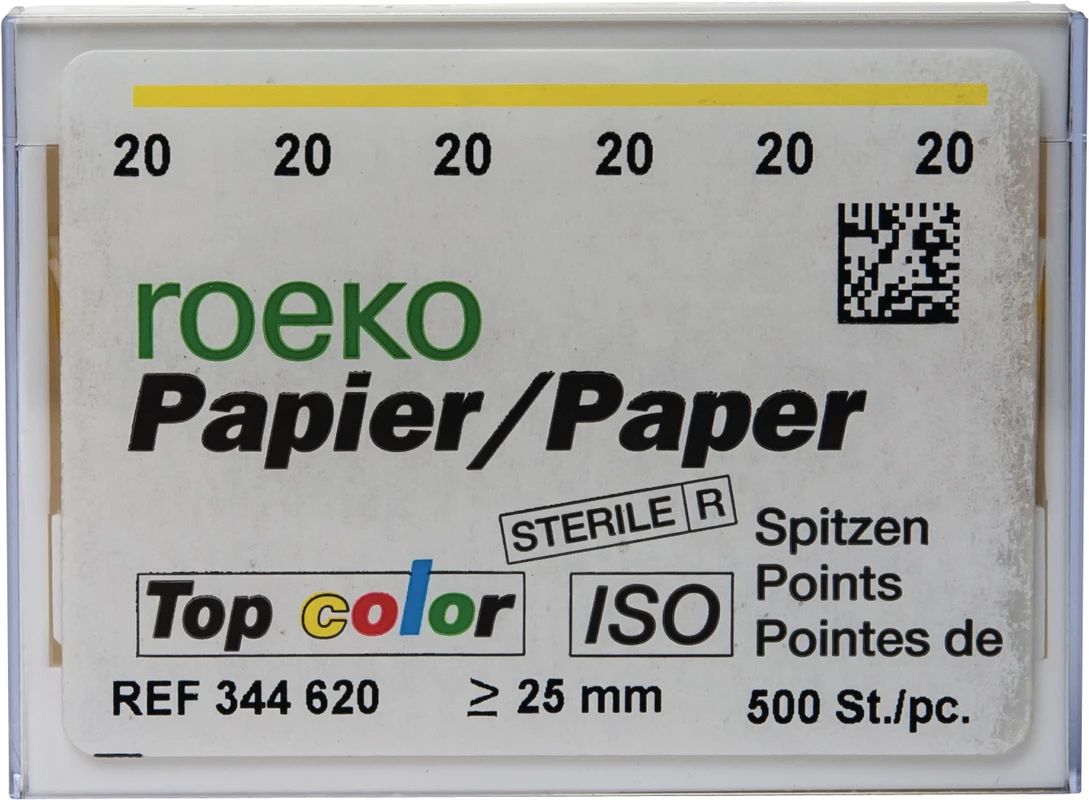 20 20 20 20 20 20
roeko
Papier/Paper
STERILE R
Spitzen
Points
Pointes de
Top color
ISO
REF 344 620 ≥ 25 mm 500 St./pc.